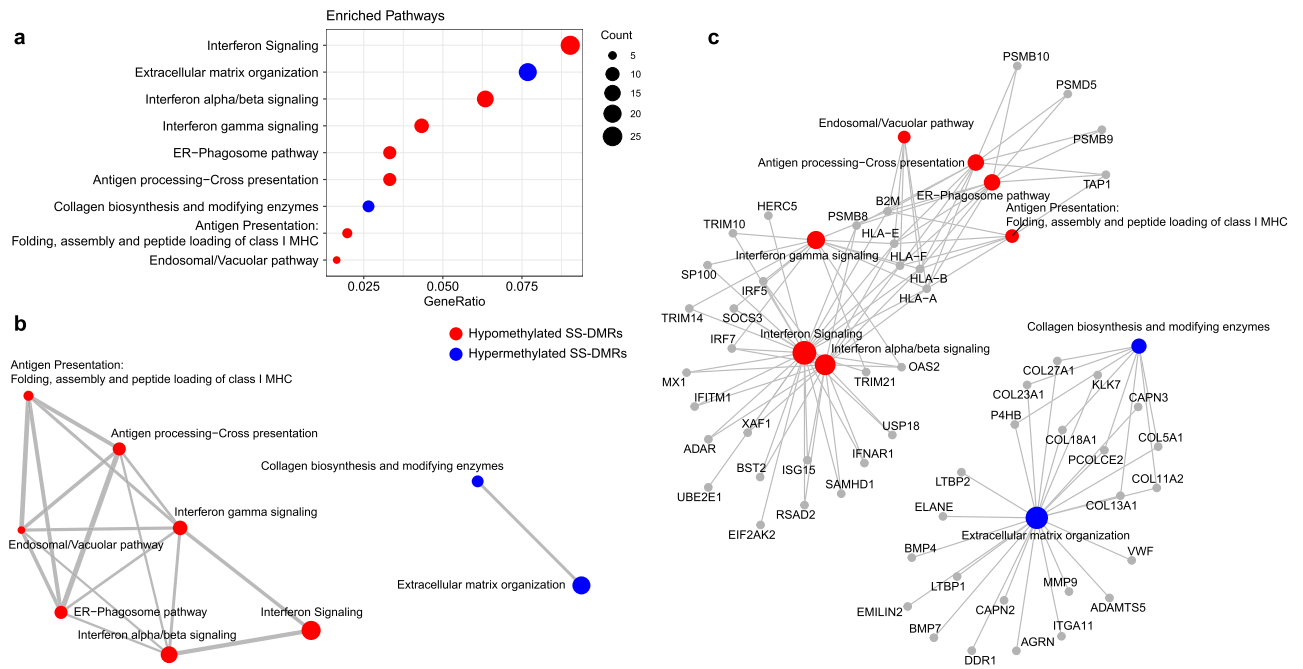 a
Enriched Pathways
Interferon Signaling
Extracellular matrix organization
Interferon alpha/beta signaling
Interferon gamma signaling
ER−Phagosome pathway
Antigen processing−Cross presentation
Collagen biosynthesis and modifying enzymes
Antigen Presentation:
Folding, assembly and peptide loading of class I MHC
Endosomal/Vacuolar pathway
0.025
0.050
0.075
GeneRatio
Count
5
10
15
20
25
b
Hypomethylated SS-DMRs
Hypermethylated SS-DMRs
Antigen Presentation:
Folding, assembly and peptide loading of class I MHC
Antigen processing−Cross presentation
Collagen biosynthesis and modifying enzymes
Interferon gamma signaling
Endosomal/Vacuolar pathway
Extracellular matrix organization
ER−Phagosome pathway
Interferon Signaling
Interferon alpha/beta signaling
c
PSMB10
PSMD5
Endosomal/Vacuolar pathway
PSMB9
Antigen processing−Cross presentation
TAP1
ER−Phagosome pathway
B2M
Antigen Presentation:
Folding, assembly and peptide loading of class I MHC
HERC5
PSMB8
TRIM10
HLA−E
Interferon gamma signaling
HLA−F
SP100
HLA−B
IRF5
HLA−A
TRIM14
SOCS3
Interferon Signaling
IRF7
Interferon alpha/beta signaling
OAS2
MX1
TRIM21
IFITM1
XAF1
USP18
ADAR
IFNAR1
BST2
ISG15
SAMHD1
UBE2E1
RSAD2
EIF2AK2
Collagen biosynthesis and modifying enzymes
COL27A1
KLK7
COL23A1
CAPN3
P4HB
COL18A1
COL5A1
PCOLCE2
COL11A2
LTBP2
COL13A1
ELANE
Extracellular matrix organization
BMP4
VWF
LTBP1
MMP9
EMILIN2
CAPN2
ADAMTS5
BMP7
ITGA11
AGRN
DDR1